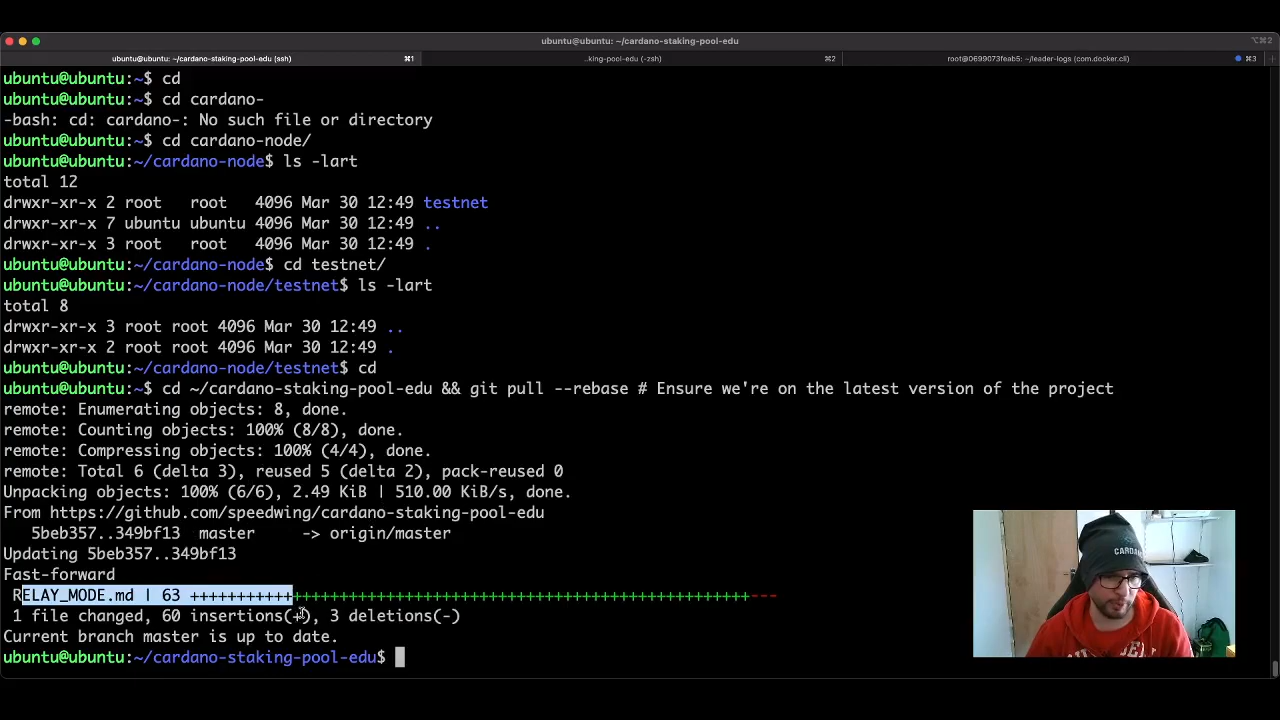 ubuntu@ubuntu: ~/cardano-staking-pool-edu
⌥⌘2
ubuntu@ubuntu: ~/cardano-staking-pool-edu (ssh)
⌘1
..king-pool-edu (-zsh)
⌘2
root@0699073feab5: ~/leader-logs (com.docker.cli)
⌘3
ubuntu@ubuntu:~$ cd
ubuntu@ubuntu:~$ cd cardano-
-bash: cd: cardano-: No such file or directory
ubuntu@ubuntu:~$ cd cardano-node/
ubuntu@ubuntu:~/cardano-node$ ls -lart
total 12
drwxr-xr-x 2 root   root   4096 Mar 30 12:49 testnet
drwxr-xr-x 7 ubuntu ubuntu 4096 Mar 30 12:49 ..
drwxr-xr-x 3 root   root   4096 Mar 30 12:49 .
ubuntu@ubuntu:~/cardano-node$ cd testnet/
ubuntu@ubuntu:~/cardano-node/testnet$ ls -lart
total 8
drwxr-xr-x 3 root root 4096 Mar 30 12:49 ..
drwxr-xr-x 2 root root 4096 Mar 30 12:49 .
ubuntu@ubuntu:~/cardano-node/testnet$ cd
ubuntu@ubuntu:~$ cd ~/cardano-staking-pool-edu && git pull --rebase # Ensure we're on the latest version of the project
remote: Enumerating objects: 8, done.
remote: Counting objects: 100% (8/8), done.
remote: Compressing objects: 100% (4/4), done.
remote: Total 6 (delta 3), reused 5 (delta 2), pack-reused 0
Unpacking objects: 100% (6/6), 2.49 KiB | 510.00 KiB/s, done.
From https://github.com/speedwing/cardano-staking-pool-edu
   5beb357..349bf13  master     -> origin/master
Updating 5beb357..349bf13
Fast-forward
 RELAY_MODE.md | 63 ++++++++++++++++++++++++++++++++++++++++++++++++++++++++++++---
 1 file changed, 60 insertions(+), 3 deletions(-)
Current branch master is up to date.
ubuntu@ubuntu:~/cardano-staking-pool-edu$